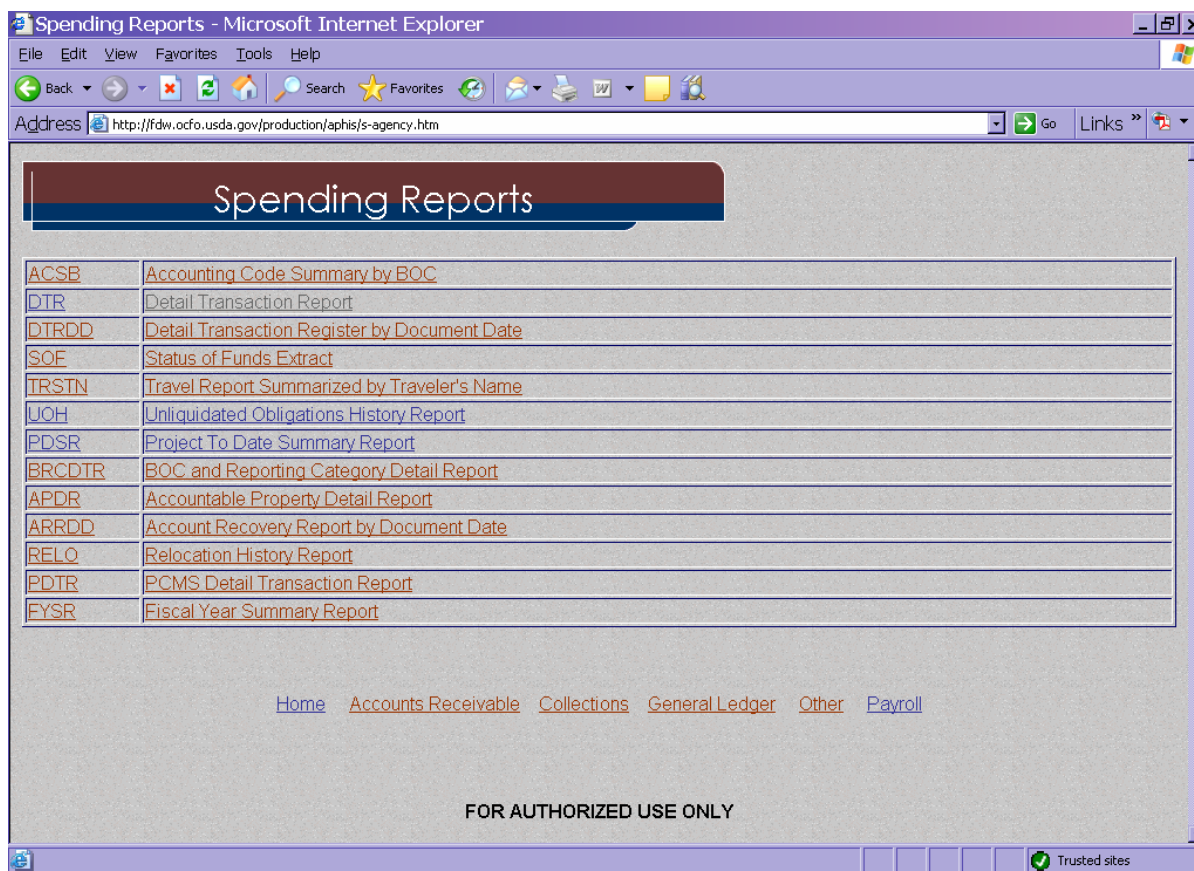 Spending Reports - Microsoft Internet Explorer
File Edit View Favorites Tools Help
Back Search Favorites
Address http://fdw.ocfo.usda.gov/production/aphis/s-agency.htm Go Links »
Spending Reports
ACSB Accounting Code Summary by BOC
DTR Detail Transaction Report
DTRDD Detail Transaction Register by Document Date
SOF Status of Funds Extract
TRSTN Travel Report Summarized by Traveler's Name
UOH Unliquidated Obligations History Report
PDSR Project To Date Summary Report
BRCDTR BOC and Reporting Category Detail Report
APDR Accountable Property Detail Report
ARRDD Account Recovery Report by Document Date
RELO Relocation History Report
PDTR PCMS Detail Transaction Report
FYSR Fiscal Year Summary Report
Home Accounts Receivable Collections General Ledger Other Payroll
FOR AUTHORIZED USE ONLY
Trusted sites